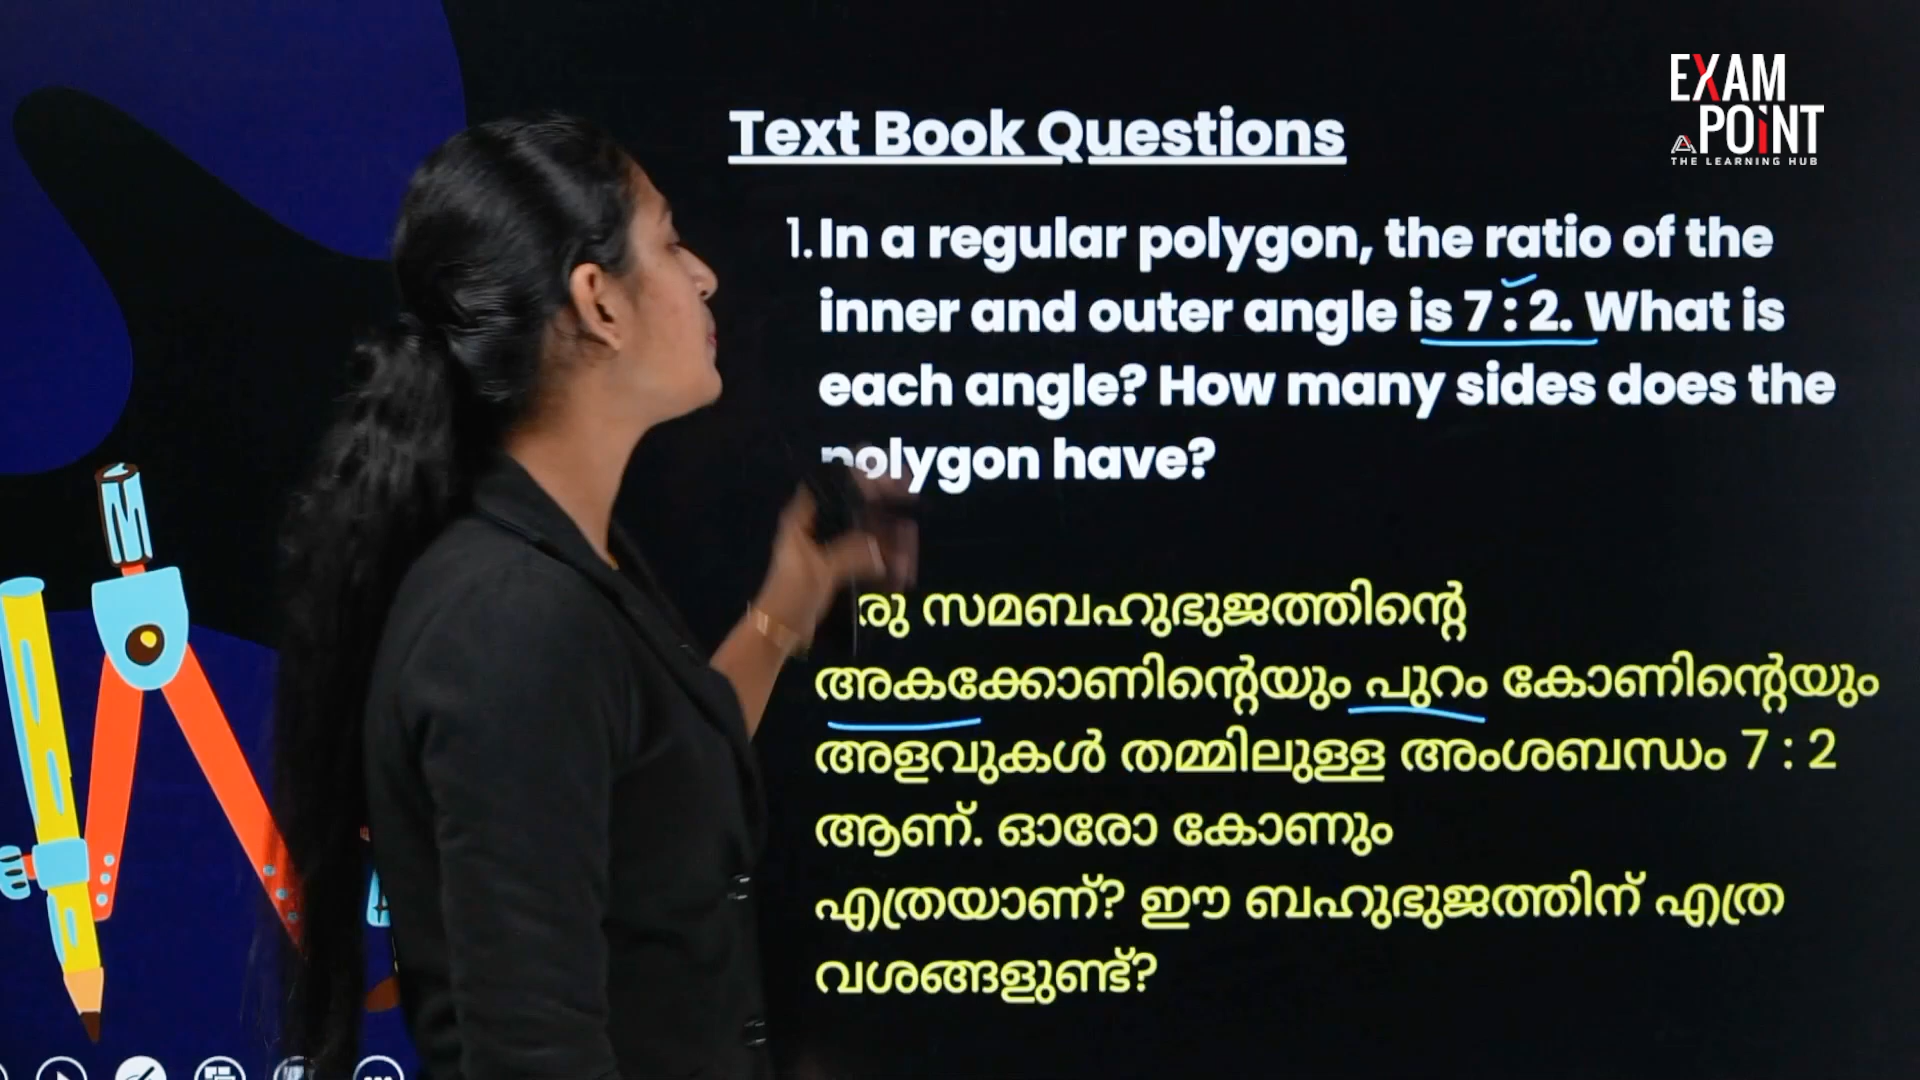 EXAM
POINT
THE LEARNING HUB
Text Book Questions
1. In a regular polygon, the ratio of the
inner and outer angle is 7 : 2. What is
each angle? How many sides does the
polygon have?
സമബഹുഭുജത്തിന്റെ
അകക്കോണിന്റെയും പുറം കോണിന്റെയും
അളവുകൾ തമ്മിലുള്ള അംശബന്ധം 7 : 2
ആണ്. ഓരോ കോണും
എത്രയാണ്? ഈ ബഹുഭുജത്തിന് എത്ര
വശങ്ങളുണ്ട്?